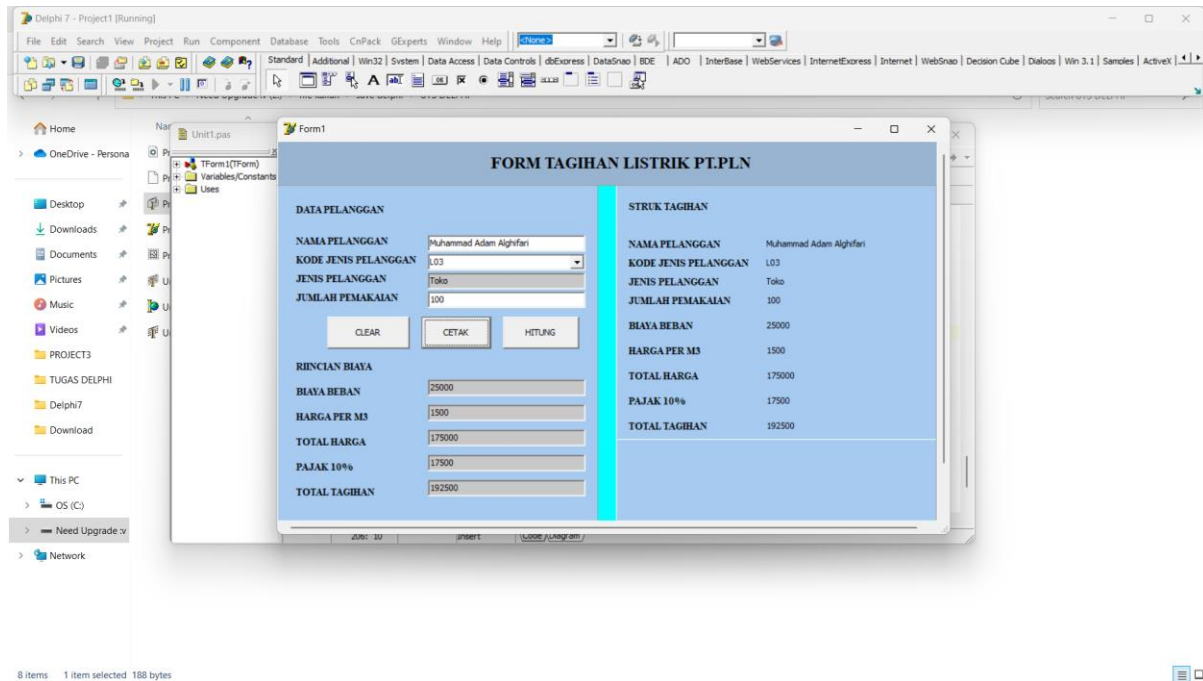 Delphi 7 - Project1 [Running]
File Edit Search View Project Run Component Database Tools CnPack GExperts Window Help <None>
Standard Additional Win32 System Data Access Data Controls dbExpress DataSnap BDE ADO InterBase WebServices InternetExpress Internet WebSnap Decision Cube Dialogs Win 3.1 Samples ActiveX
Home
OneDrive - Persona
Desktop
Downloads
Documents
Pictures
Music
Videos
PROJECT3
TUGAS DELPHI
Delphi7
Download
This PC
OS (C:)
Need Upgrade :v
Network
Unit1.pas
TForm1(TForm)
Variables/Constants
Uses
Form1
FORM TAGIHAN LISTRIK PT.PLN
DATA PELANGGAN
NAMA PELANGGAN Muhammad Adam Alghifari
KODE JENIS PELANGGAN L03
JENIS PELANGGAN Toko
JUMLAH PEMAKAIAN 100
CLEAR CETAK HITUNG
RIINCIAN BIAYA
BIAYA BEBAN 25000
HARGA PER M3 1500
TOTAL HARGA 175000
PAJAK 10% 17500
TOTAL TAGIHAN 192500
STRUK TAGIHAN
NAMA PELANGGAN Muhammad Adam Alghifari
KODE JENIS PELANGGAN L03
JENIS PELANGGAN Toko
JUMLAH PEMAKAIAN 100
BIAYA BEBAN 25000
HARGA PER M3 1500
TOTAL HARGA 175000
PAJAK 10% 17500
TOTAL TAGIHAN 192500
206: 10 Insert Code Diagram
8 items 1 item selected 188 bytes